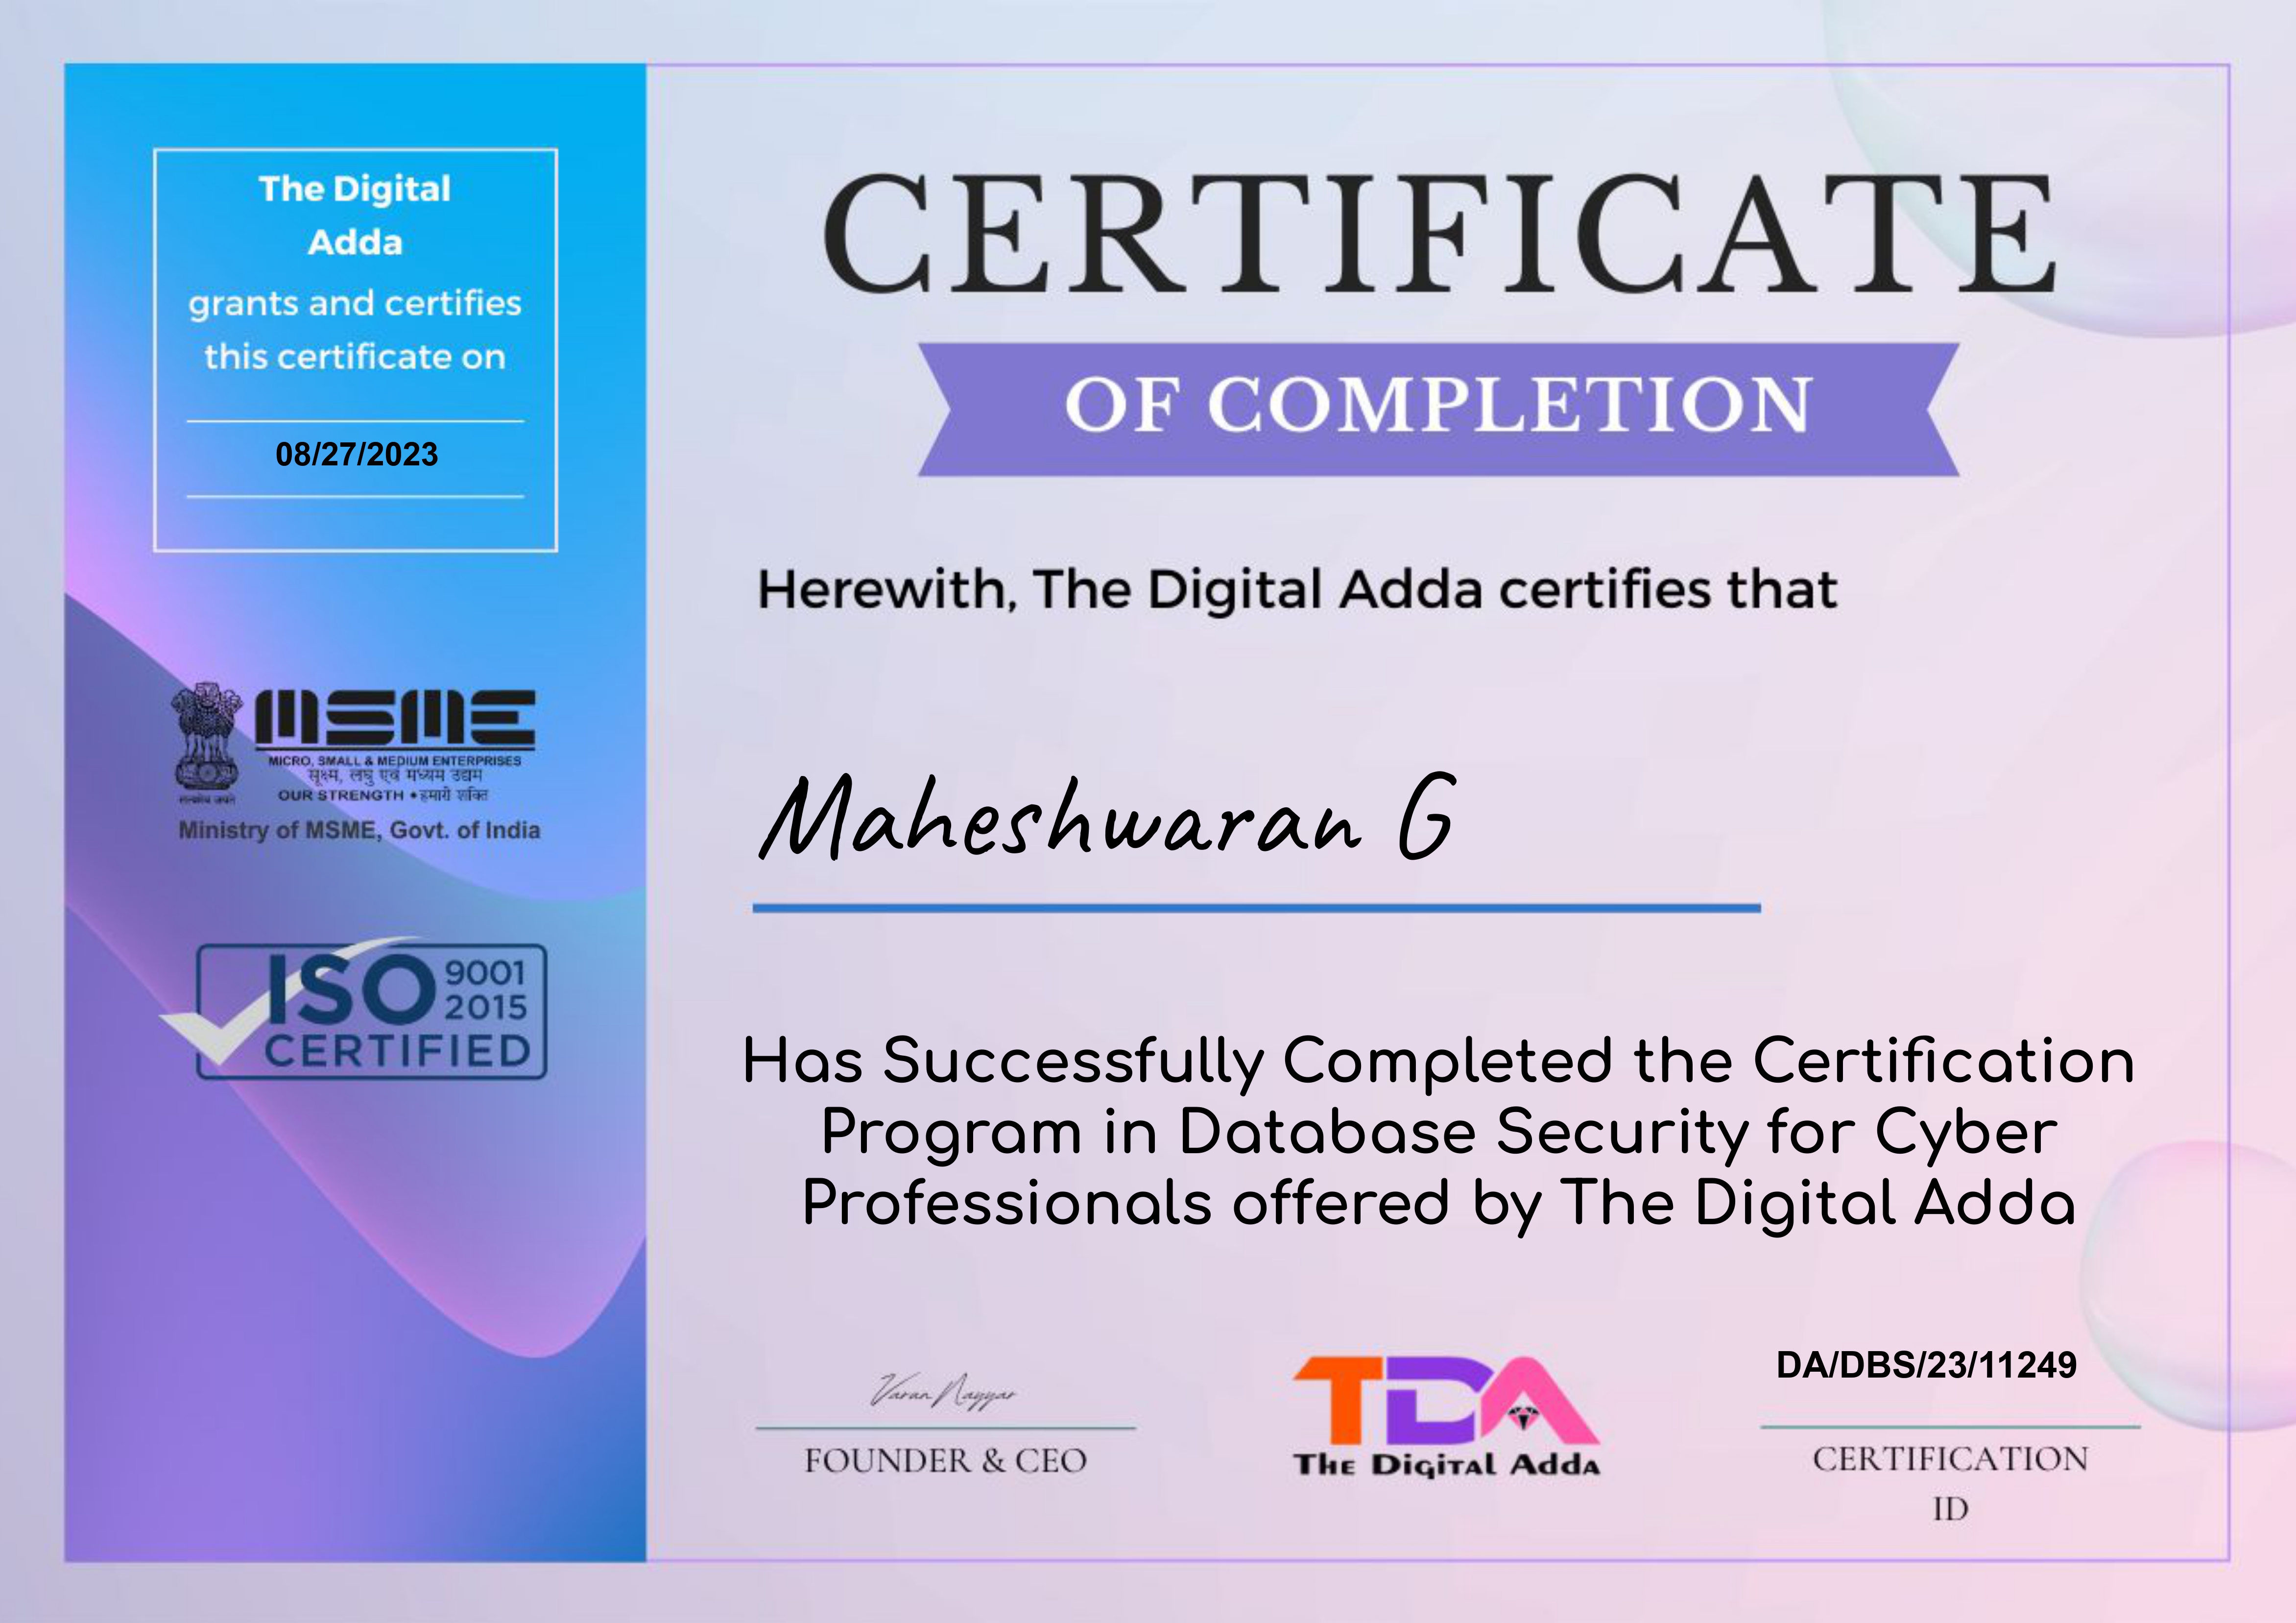 The Digital
Adda
grants and certifies
this certificate on
08/27/2023
MSME
MICRO, SMALL & MEDIUM ENTERPRISES
सूक्ष्म, लघु एवं मध्यम उद्यम
OUR STRENGTH • हमारी शक्ति
सत्यमेव जयते
Ministry of MSME, Govt. of India
ISO 9001
2015
CERTIFIED
CERTIFICATE
OF COMPLETION
Herewith, The Digital Adda certifies that
Maheshwaran G
Has Successfully Completed the Certification
Program in Database Security for Cyber
Professionals offered by The Digital Adda
Varun Nayyar
FOUNDER & CEO
TDA
The Digital Adda
DA/DBS/23/11249
CERTIFICATION
ID